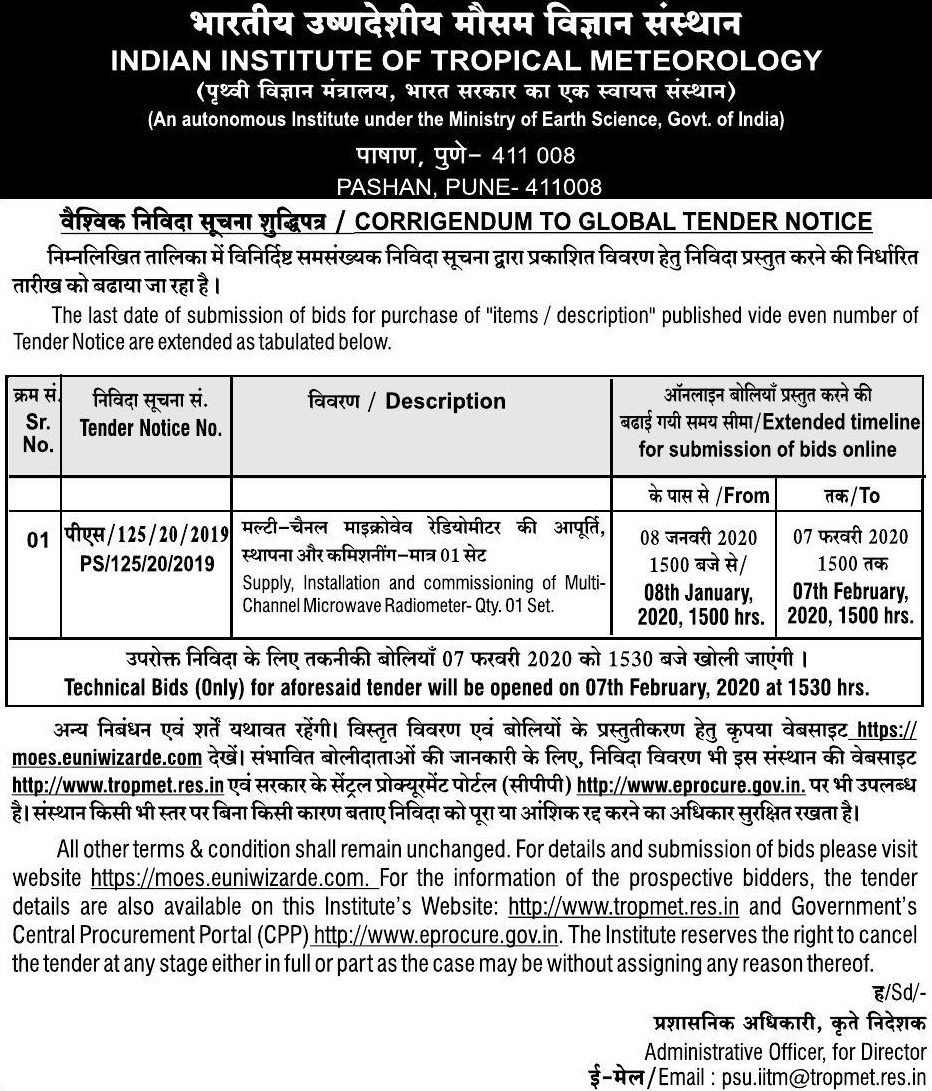 भारतीय उष्णदेशीय मौसम विज्ञान संस्थान
INDIAN INSTITUTE OF TROPICAL METEOROLOGY
(पृथ्वी विज्ञान मंत्रालय, भारत सरकार का एक स्वायत्त संस्थान)
(An autonomous Institute under the Ministry of Earth Science, Govt. of India)
पाषाण, पुणे– 411 008
PASHAN, PUNE- 411008
वैश्विक निविदा सूचना शुद्धिपत्र / CORRIGENDUM TO GLOBAL TENDER NOTICE
निम्नलिखित तालिका में विनिर्दिष्ट समसंख्यक निविदा सूचना द्वारा प्रकाशित विवरण हेतु निविदा प्रस्तुत करने की निर्धारित
तारीख को बढाया जा रहा है।
The last date of submission of bids for purchase of "items / description" published vide even number of
Tender Notice are extended as tabulated below.
क्रम सं.
Sr.
No.
निविदा सूचना सं.
Tender Notice No.
विवरण / Description
ऑनलाइन बोलियाँ प्रस्तुत करने की
बढाई गयी समय सीमा/Extended timeline
for submission of bids online
के पास से /From
तक/To
01
पीएस/125/20/2019
PS/125/20/2019
मल्टी–चैनल माइक्रोवेव रेडियोमीटर की आपूर्ति,
स्थापना और कमिशनींग–मात्र 01 सेट
Supply, Installation and commissioning of Multi-
Channel Microwave Radiometer- Qty. 01 Set.
08 जनवरी 2020
1500 बजे से/
08th January,
2020, 1500 hrs.
07 फरवरी 2020
1500 तक
07th February,
2020, 1500 hrs.
उपरोक्त निविदा के लिए तकनीकी बोलियाँ 07 फरवरी 2020 को 1530 बजे खोली जाएंगी ।
Technical Bids (Only) for aforesaid tender will be opened on 07th February, 2020 at 1530 hrs.
अन्य निबंधन एवं शर्तें यथावत रहेंगी। विस्तृत विवरण एवं बोलियों के प्रस्तुतीकरण हेतु कृपया वेबसाइट https://
moes.euniwizarde.com देखें। संभावित बोलीदाताओं की जानकारी के लिए, निविदा विवरण भी इस संस्थान की वेबसाइट
http://www.tropmet.res.in एवं सरकार के सेंट्रल प्रोक्यूरमेंट पोर्टल (सीपीपी) http://www.eprocure.gov.in. पर भी उपलब्ध
है। संस्थान किसी भी स्तर पर बिना किसी कारण बताए निविदा को पूरा या आंशिक रद्द करने का अधिकार सुरक्षित रखता है।
All other terms & condition shall remain unchanged. For details and submission of bids please visit
website https://moes.euniwizarde.com. For the information of the prospective bidders, the tender
details are also available on this Institute's Website: http://www.tropmet.res.in and Government's
Central Procurement Portal (CPP) http://www.eprocure.gov.in. The Institute reserves the right to cancel
the tender at any stage either in full or part as the case may be without assigning any reason thereof.
ह/Sd/-
प्रशासनिक अधिकारी, कृते निदेशक
Administrative Officer, for Director
ई-मेल/Email : psu.iitm@tropmet.res.in